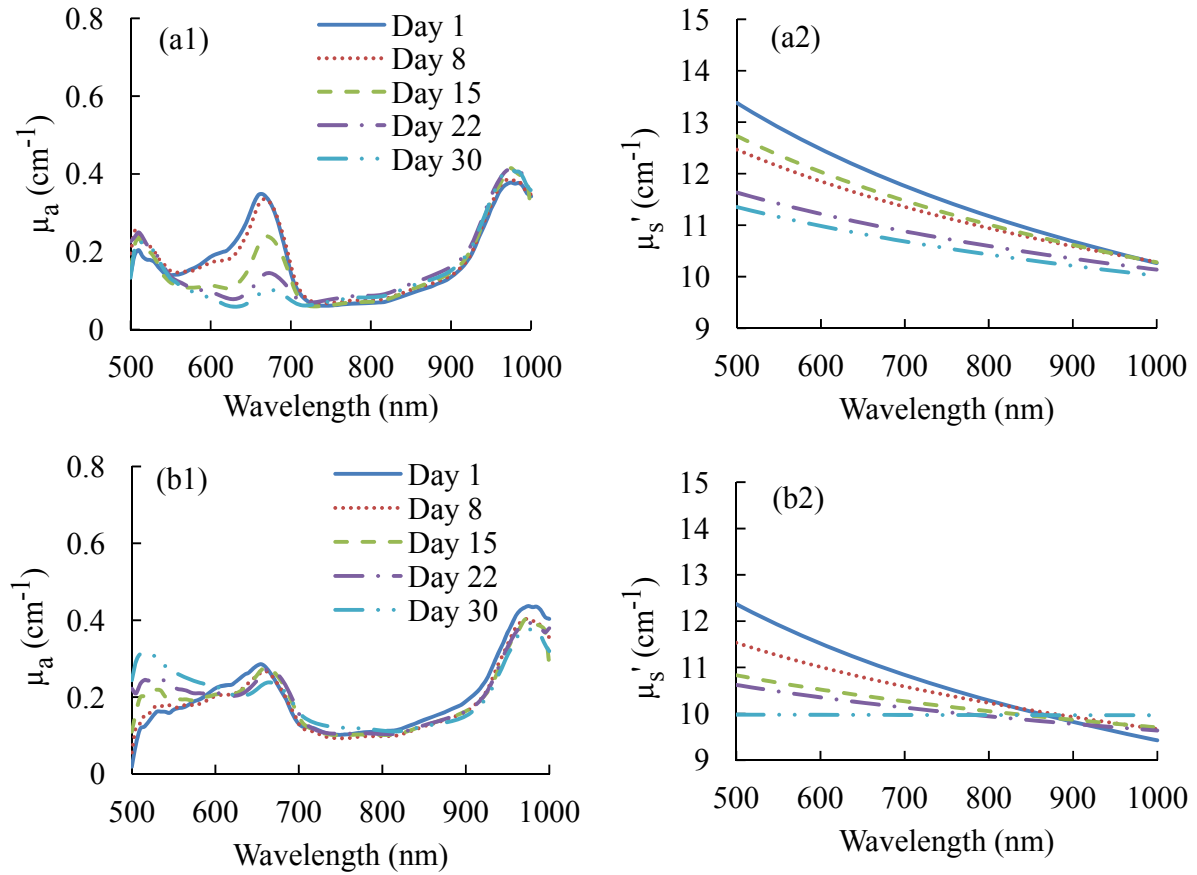 (a1)
0.8
0.6
0.4
0.2
0
μa (cm-1)
Day 1
Day 8
Day 15
Day 22
Day 30
500 600 700 800 900 1000
Wavelength (nm)
(a2)
15
14
13
12
11
10
9
μs' (cm-1)
500 600 700 800 900 1000
Wavelength (nm)
(b1)
0.8
0.6
0.4
0.2
0
μa (cm-1)
Day 1
Day 8
Day 15
Day 22
Day 30
500 600 700 800 900 1000
Wavelength (nm)
(b2)
15
14
13
12
11
10
9
μs' (cm-1)
500 600 700 800 900 1000
Wavelength (nm)